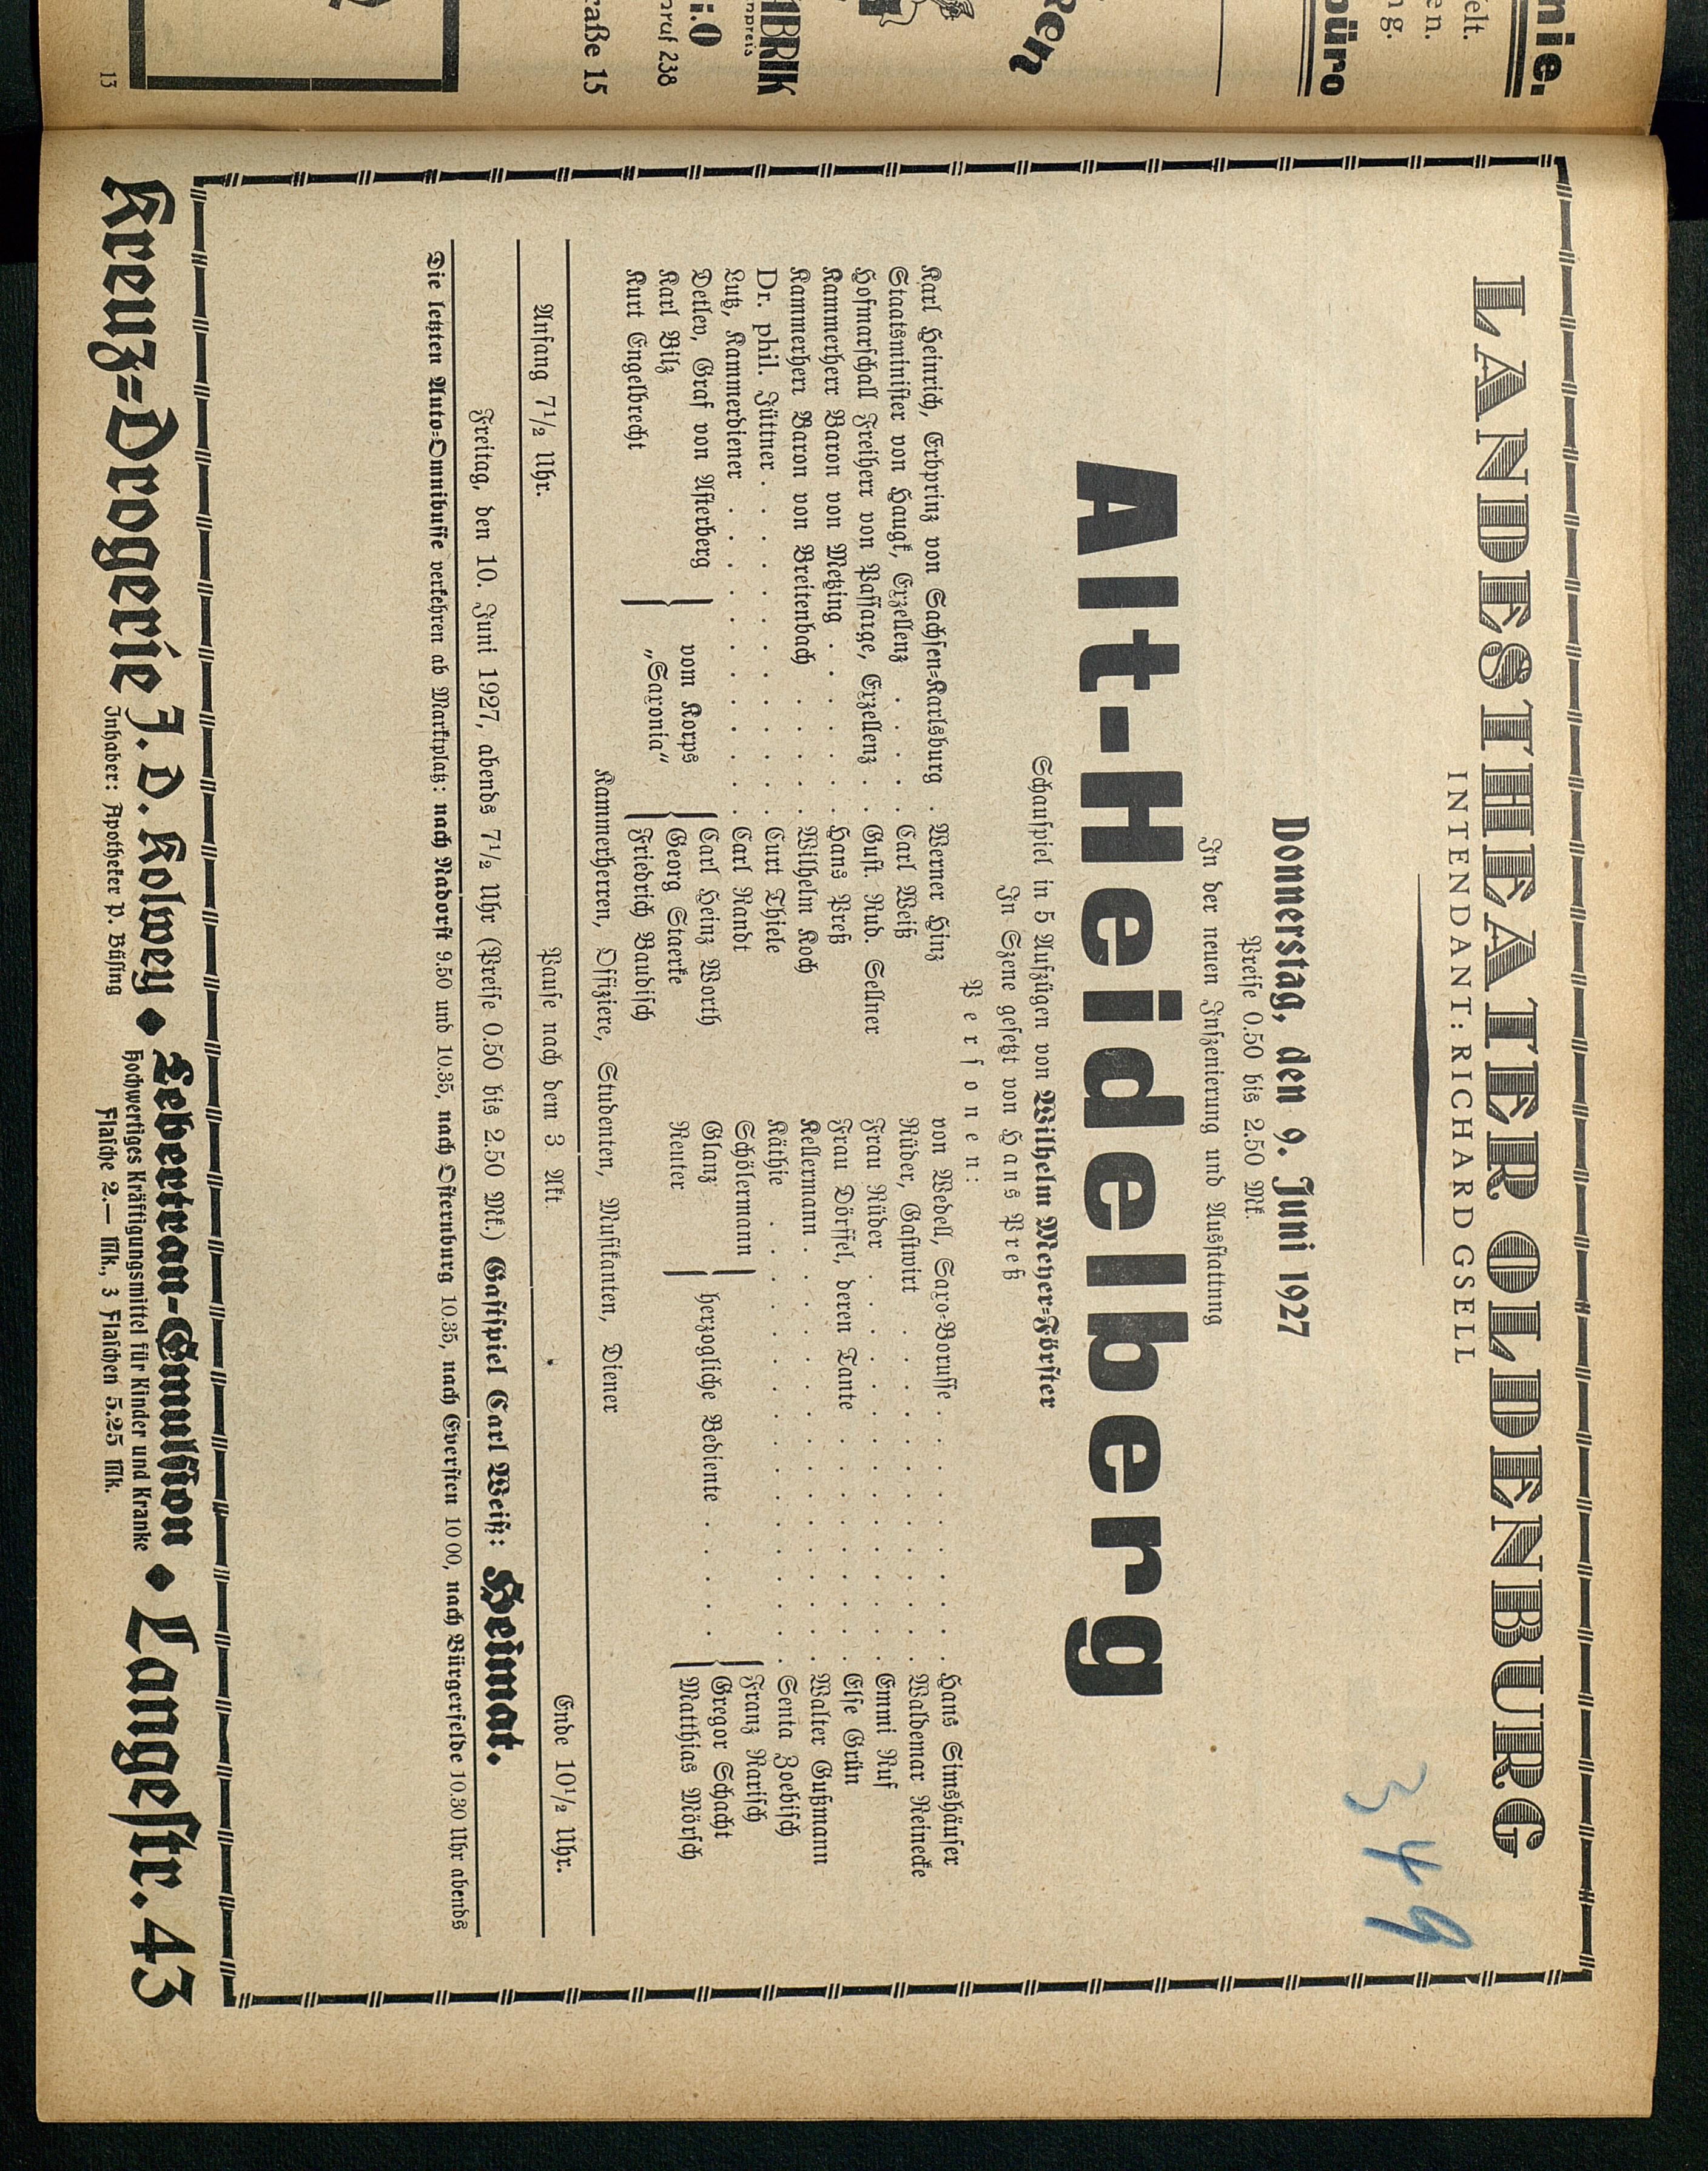 LANDESTHEATER OLDENBURG
INTENDANT: RICHARD GSELL
349
Donnerstag, den 9. Juni 1927
Preise 0.50 bis 2.50 Mk.
In der neuen Inszenierung und Ausstattung
Alt-Heidelberg
Schauspiel in 5 Aufzügen von Wilhelm Meyer-Förster
In Szene gesetzt von Hans Preß
Personen:
Karl Heinrich, Erbprinz von Sachsen-Karlsburg . Werner Hinz
Staatsminister von Haugk, Exzellenz . . . . Carl Weiß
Hofmarschall Freiherr von Passarge, Exzellenz . . Gust. Rud. Sellner
Kammerherr Baron von Metzing . . . . . . Hans Preß
Kammerherr Baron von Breitenbach . . . . . Wilhelm Koch
Dr. phil. Jüttner . . . . . . . . . . . . Curt Thiele
Lutz, Kammerdiener . . . . . . . . . . . Carl Randt
Detlev, Graf von Asterberg } vom Korps { Carl Heinz Worth
Karl Bilz } „Saxonia“ { Georg Staerke
Kurt Engelbrecht } { Friedrich Baudisch
von Wedell, Saxo-Borusse . . . . . . . . . Hans Simshäuser
Rüder, Gastwirt . . . . . . . . . . . . . Waldemar Reinecke
Frau Rüder . . . . . . . . . . . . . . . Emmi Ruf
Frau Dörffel, deren Tante . . . . . . . . . Else Grün
Kellermann . . . . . . . . . . . . . . . Walter Gußmann
Käthie . . . . . . . . . . . . . . . . . Senta Zoebisch
Schölermann } { Franz Rarisch
Glanz } herzogliche Bediente . . . . . { Gregor Schacht
Reuter } { Matthias Mörsch
Kammerherren, Offiziere, Studenten, Musikanten, Diener
Anfang 7½ Uhr. Pause nach dem 3. Akt. Ende 10½ Uhr.
Freitag, den 10. Juni 1927, abends 7½ Uhr (Preise 0.50 bis 2.50 Mk.) Gastspiel Carl Weiß: Heimat.
Die letzten Auto-Omnibusse verkehren ab Marktplatz: nach Nadorst 9.50 und 10.35, nach Osternburg 10.35, nach Eversten 10 00, nach Bürgerfelde 10.30 Uhr abends
Kreuz-Drogerie J. D. Kolwey ◆ Lebertran-Emulsion ◆ Langestr. 43
Inhaber: Apotheker P. Büsing
Hochwertiges Kräftigungsmittel für Kinder und Kranke
Flasche 2.— Mk., 3 Flaschen 5.25 Mk.
büro
raße 15
13